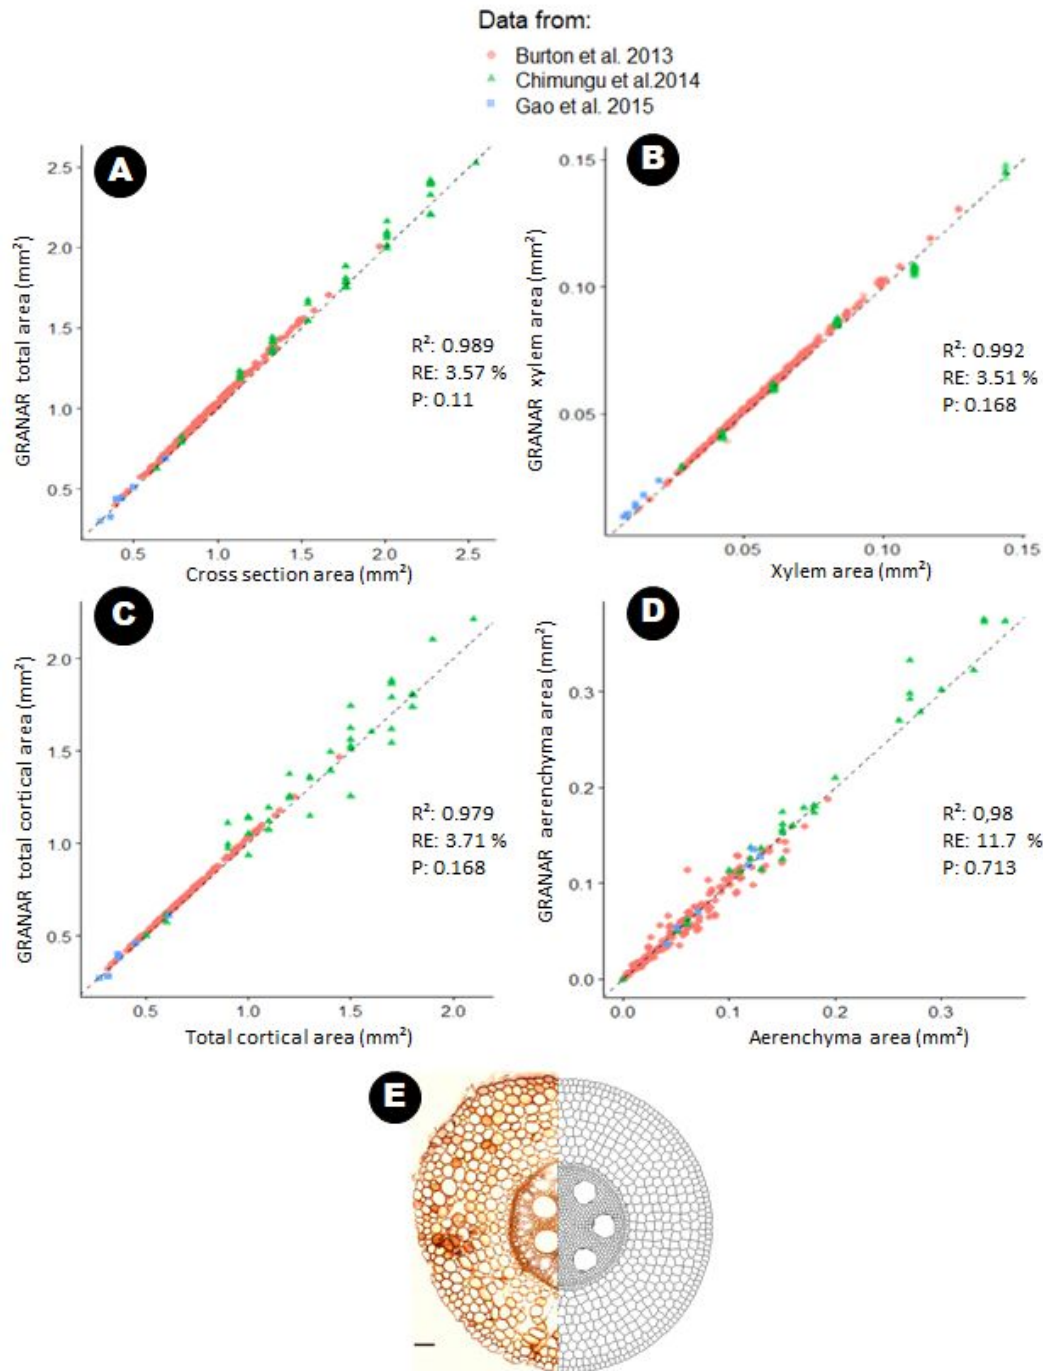 Data from:
Burton et al. 2013
Chimungu et al.2014
Gao et al. 2015
A
GRANAR total area (mm²)
2.5
2.0
1.5
1.0
0.5
R²: 0.989
RE: 3.57 %
P: 0.11
0.5 1.0 1.5 2.0 2.5
Cross section area (mm²)
B
GRANAR xylem area (mm²)
0.15
0.10
0.05
R²: 0.992
RE: 3.51 %
P: 0.168
0.05 0.10 0.15
Xylem area (mm²)
C
GRANAR total cortical area (mm²)
2.0
1.5
1.0
0.5
R²: 0.979
RE: 3.71 %
P: 0.168
0.5 1.0 1.5 2.0
Total cortical area (mm²)
D
GRANAR aerenchyma area (mm²)
0.3
0.2
0.1
0.0
R²: 0,98
RE: 11.7 %
P: 0.713
0.0 0.1 0.2 0.3
Aerenchyma area (mm²)
E